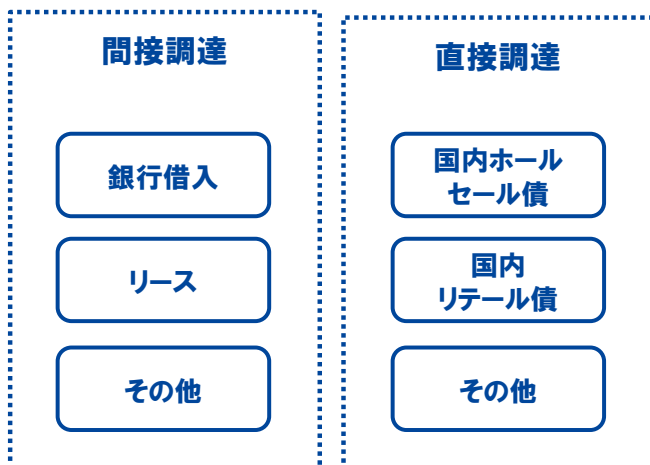 間接調達
銀行借入
リース
その他
直接調達
国内ホール
セール債
国内
リテール債
その他